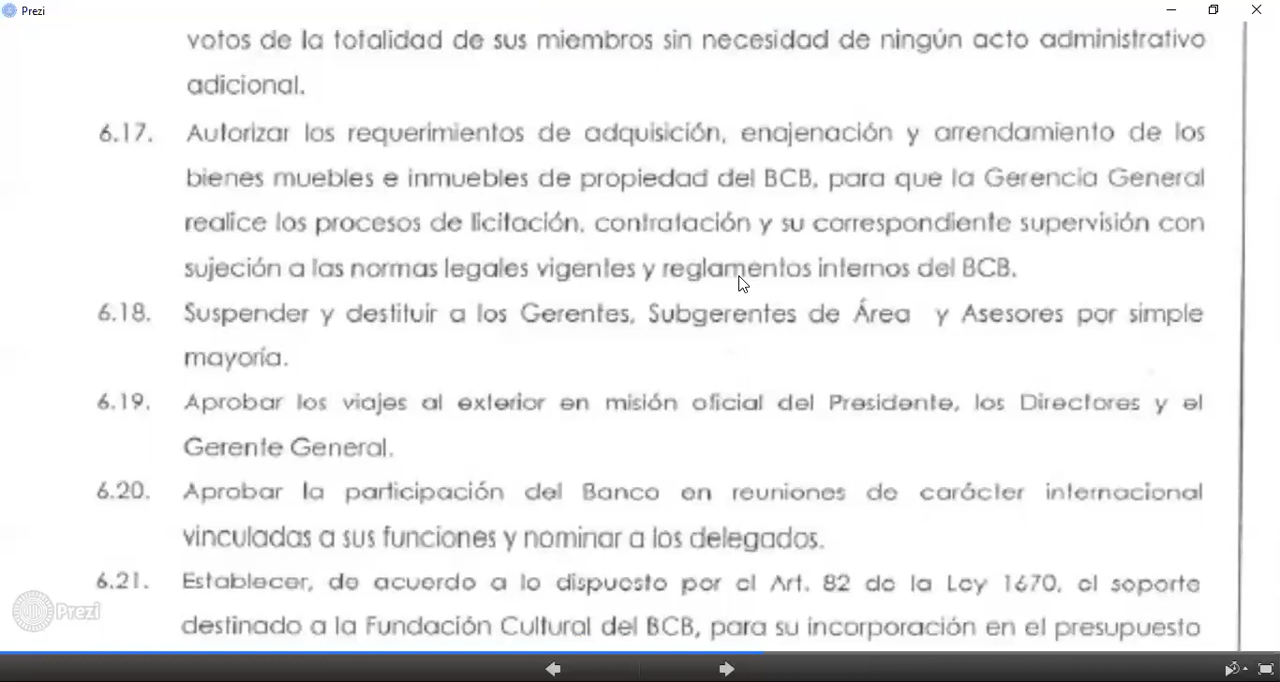 Prezi
votos de la totalidad de sus miembros sin necesidad de ningún acto administrativo
adicional.
6.17. Autorizar los requerimientos de adquisición, enajenación y arrendamiento de los
bienes muebles e inmuebles de propiedad del BCB, para que la Gerencia General
realice los procesos de licitación, contratación y su correspondiente supervisión con
sujeción a las normas legales vigentes y reglamentos internos del BCB.
6.18. Suspender y destituir a los Gerentes, Subgerentes de Área y Asesores por simple
mayoría.
6.19. Aprobar los viajes al exterior en misión oficial del Presidente, los Directores y el
Gerente General.
6.20. Aprobar la participación del Banco en reuniones de carácter internacional
vinculadas a sus funciones y nominar a los delegados.
6.21. Establecer, de acuerdo a lo dispuesto por el Art. 82 de la Ley 1670, el soporte
Prezi
destinado a la Fundación Cultural del BCB, para su incorporación en el presupuesto